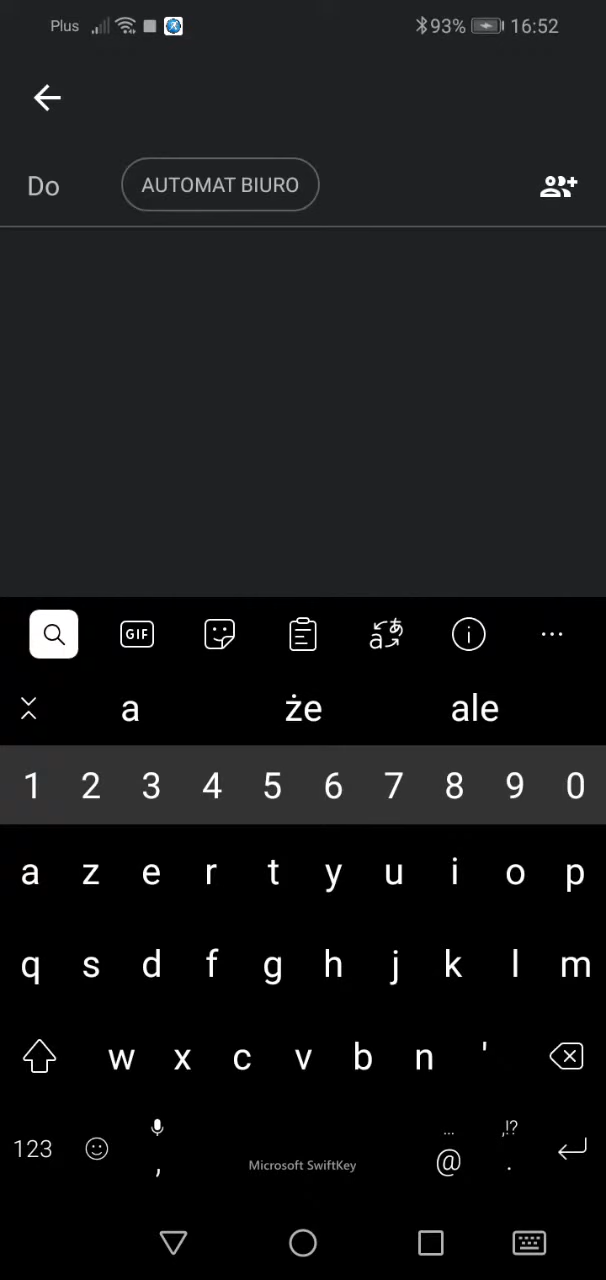 Plus 93% 16:52
Do AUTOMAT BIURO
GIF
a że ale
1 2 3 4 5 6 7 8 9 0
a z e r t y u i o p
q s d f g h j k l m
w x c v b n '
... ,!?
123 , Microsoft SwiftKey @ .